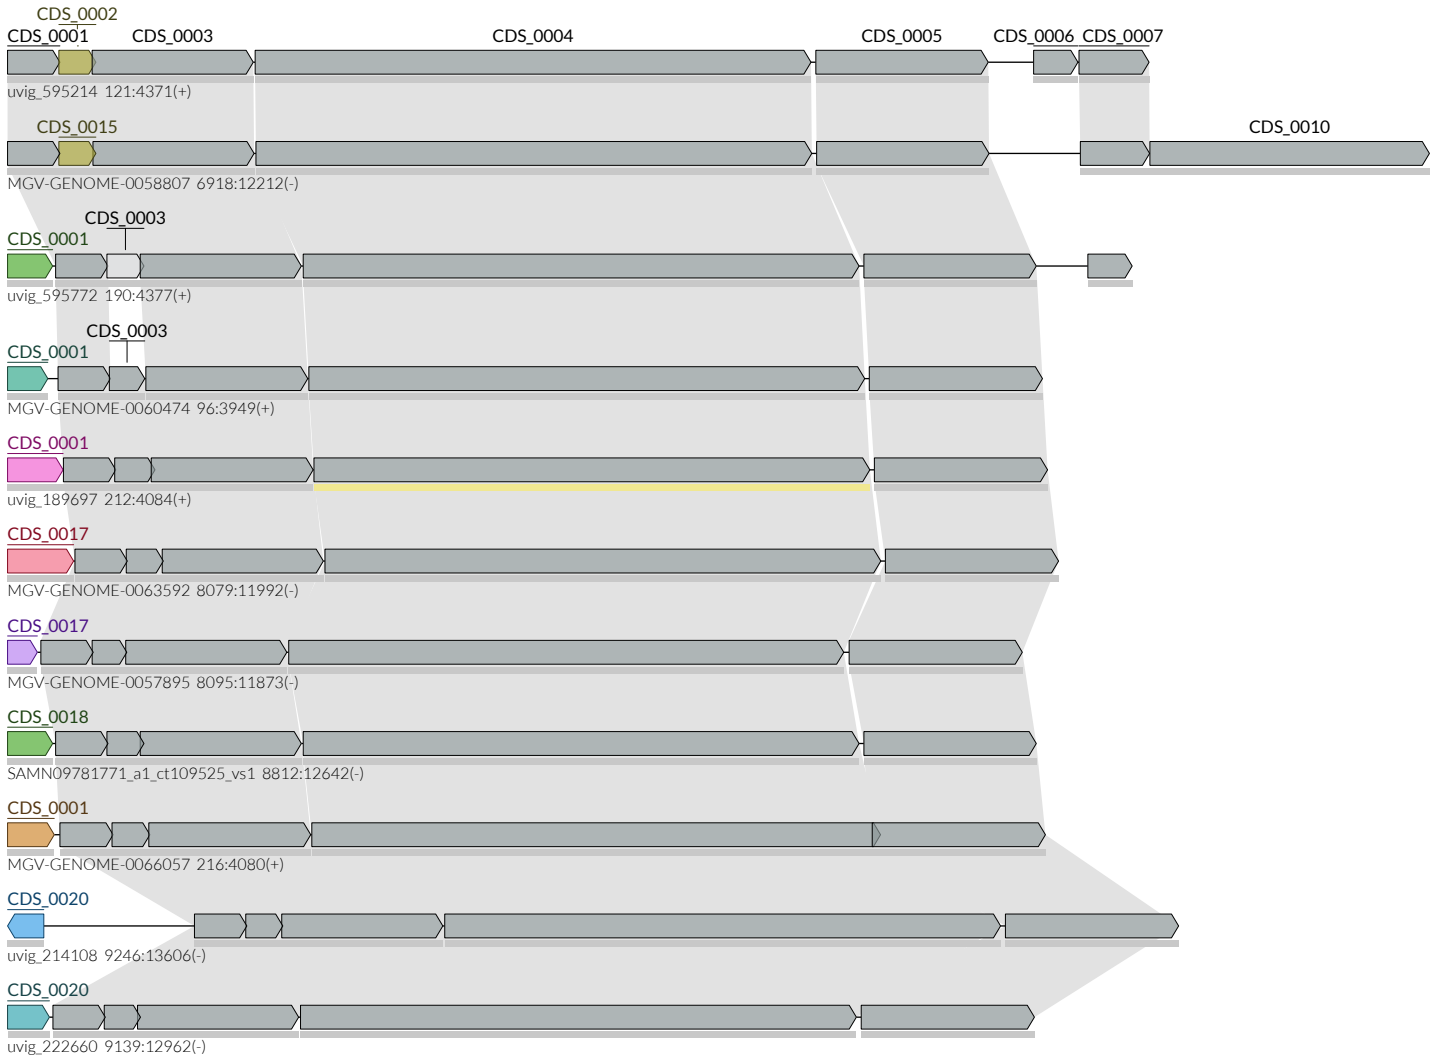 CDS_0002
CDS_0001 CDS_0003 CDS_0004 CDS_0005 CDS_0006 CDS_0007
uvig_595214 121:4371(+)
CDS_0015 CDS_0010
MGV-GENOME-0058807 6918:12212(-)
CDS_0003
CDS_0001
uvig_595772 190:4377(+)
CDS_0003
CDS_0001
MGV-GENOME-0060474 96:3949(+)
CDS_0001
uvig_189697 212:4084(+)
CDS_0017
MGV-GENOME-0063592 8079:11992(-)
CDS_0017
MGV-GENOME-0057895 8095:11873(-)
CDS_0018
SAMN09781771_a1_ct109525_vs1 8812:12642(-)
CDS_0001
MGV-GENOME-0066057 216:4080(+)
CDS_0020
uvig_214108 9246:13606(-)
CDS_0020
uvig_222660 9139:12962(-)